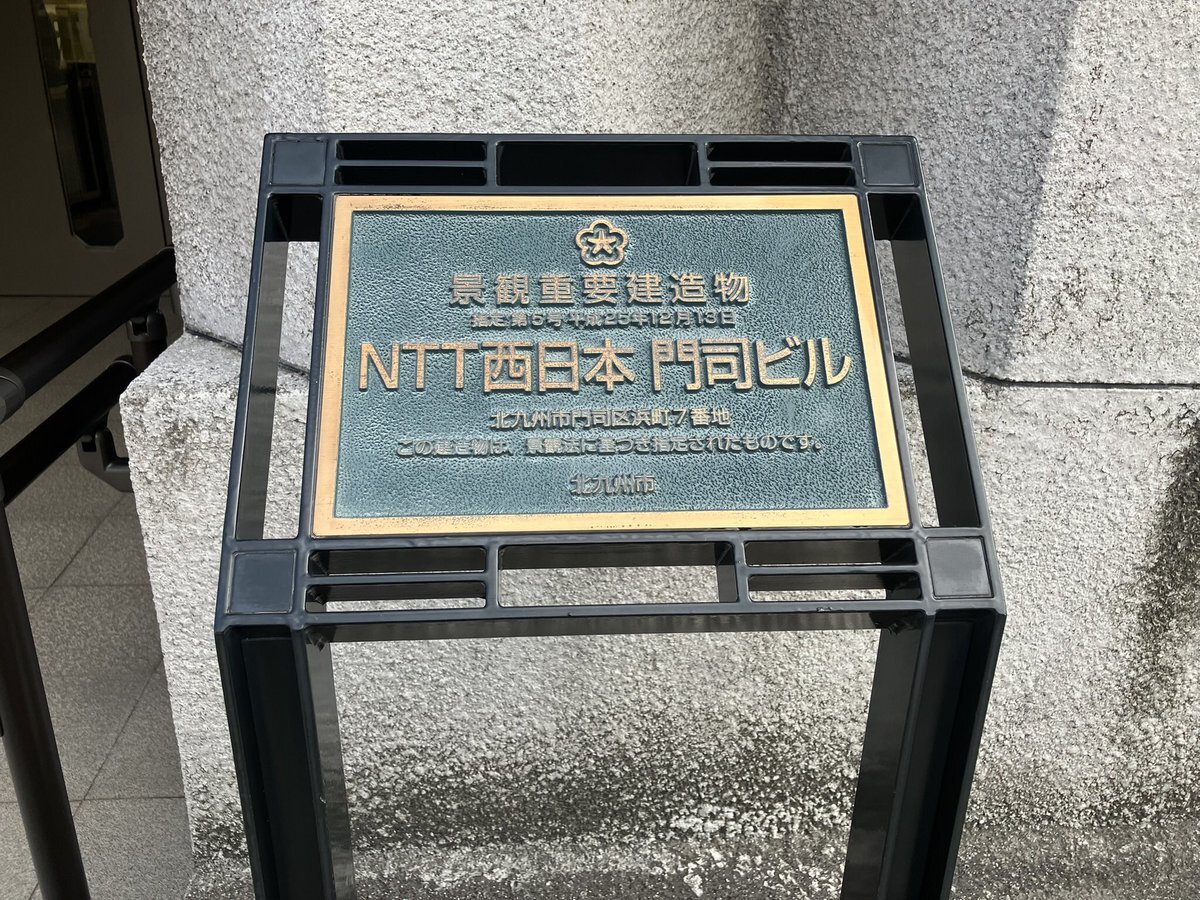 景観重要建造物
指定第5号 平成25年12月13日
NTT西日本 門司ビル
北九州市門司区浜町7番地
この建造物は、景観法に基づき指定されたものです。
北九州市